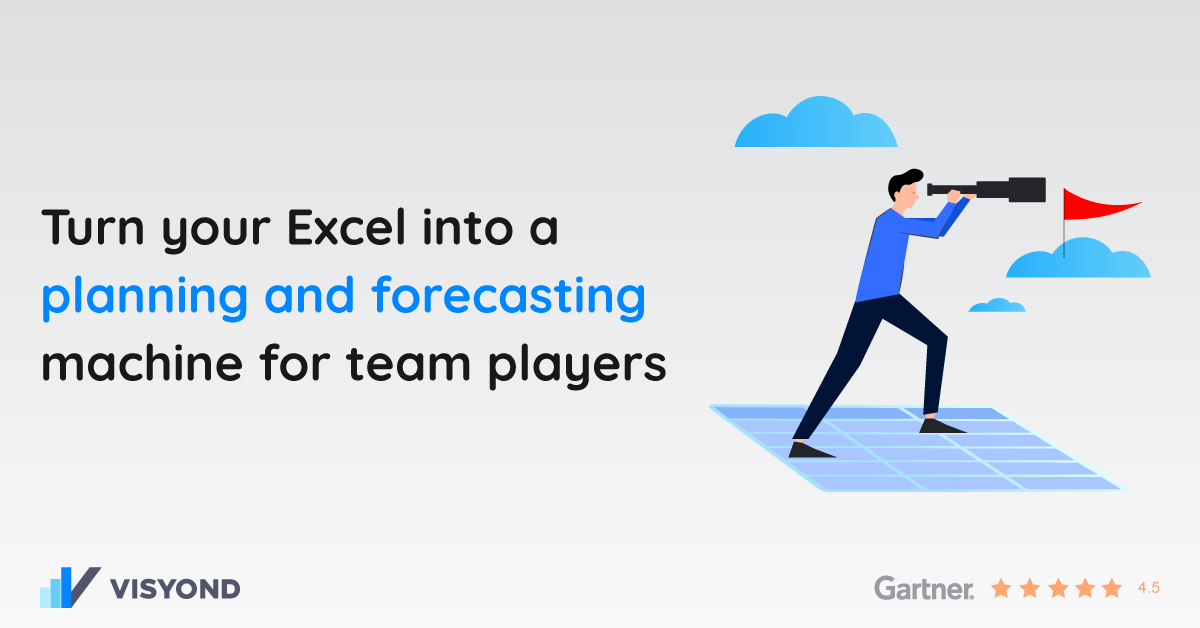 Turn your Excel into a
planning and forecasting
machine for team players
VISYOND
Gartner. 4.5